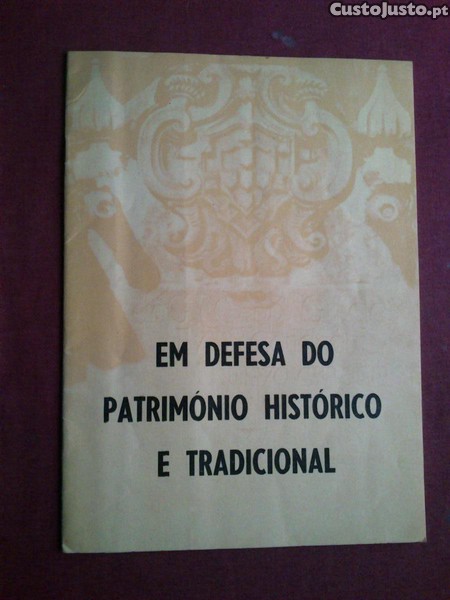 CustoJusto.pt
EM DEFESA DO
PATRIMÓNIO HISTÓRICO
E TRADICIONAL